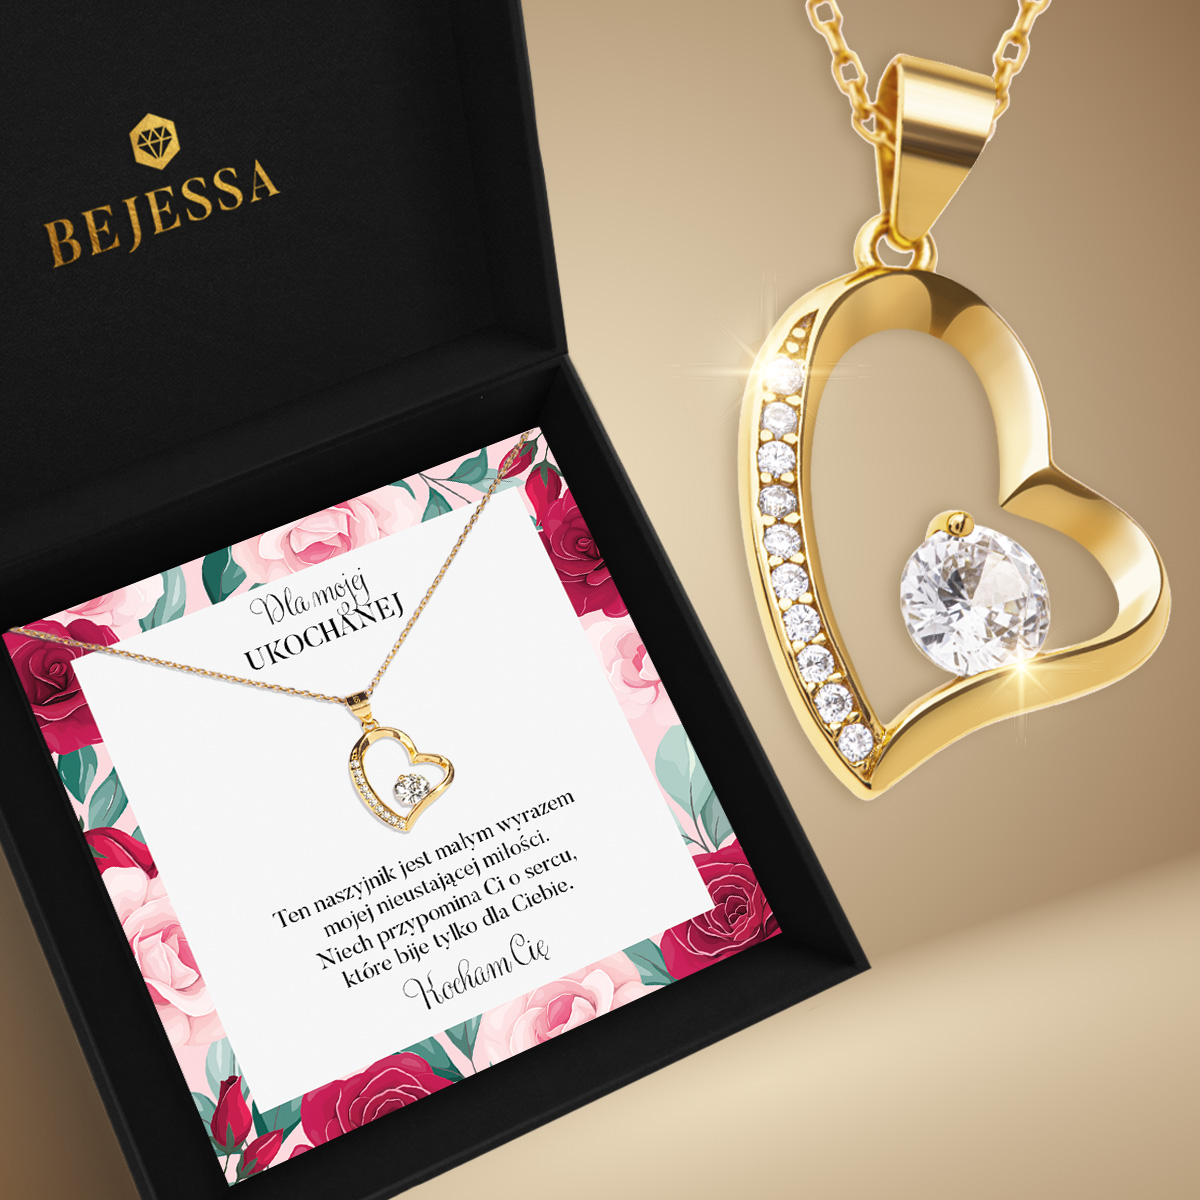 BEJESSA
Dla mojej
UKOCHANEJ
Ten naszyjnik jest małym wyrazem
mojej nieustającej miłości.
Niech przypomina Ci o sercu,
które bije tylko dla Ciebie.
Kocham Cię